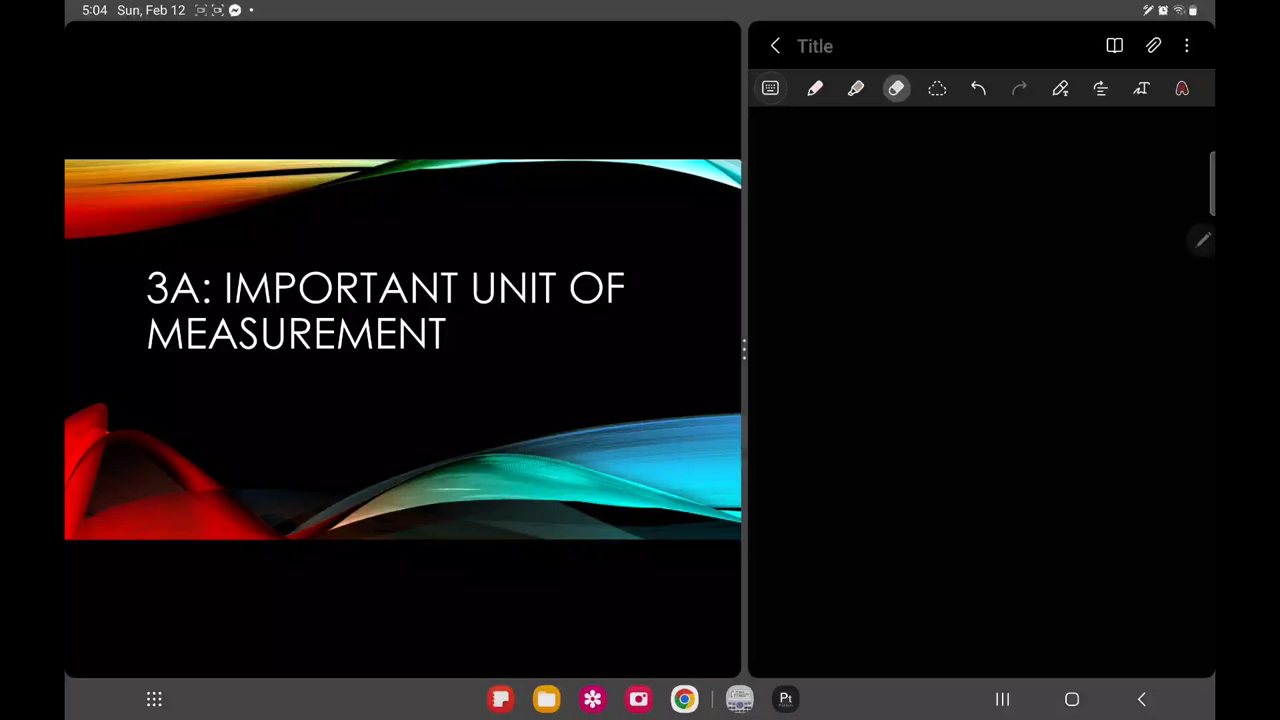 5:04 Sun, Feb 12
Title
3A: IMPORTANT UNIT OF
MEASUREMENT
Pt